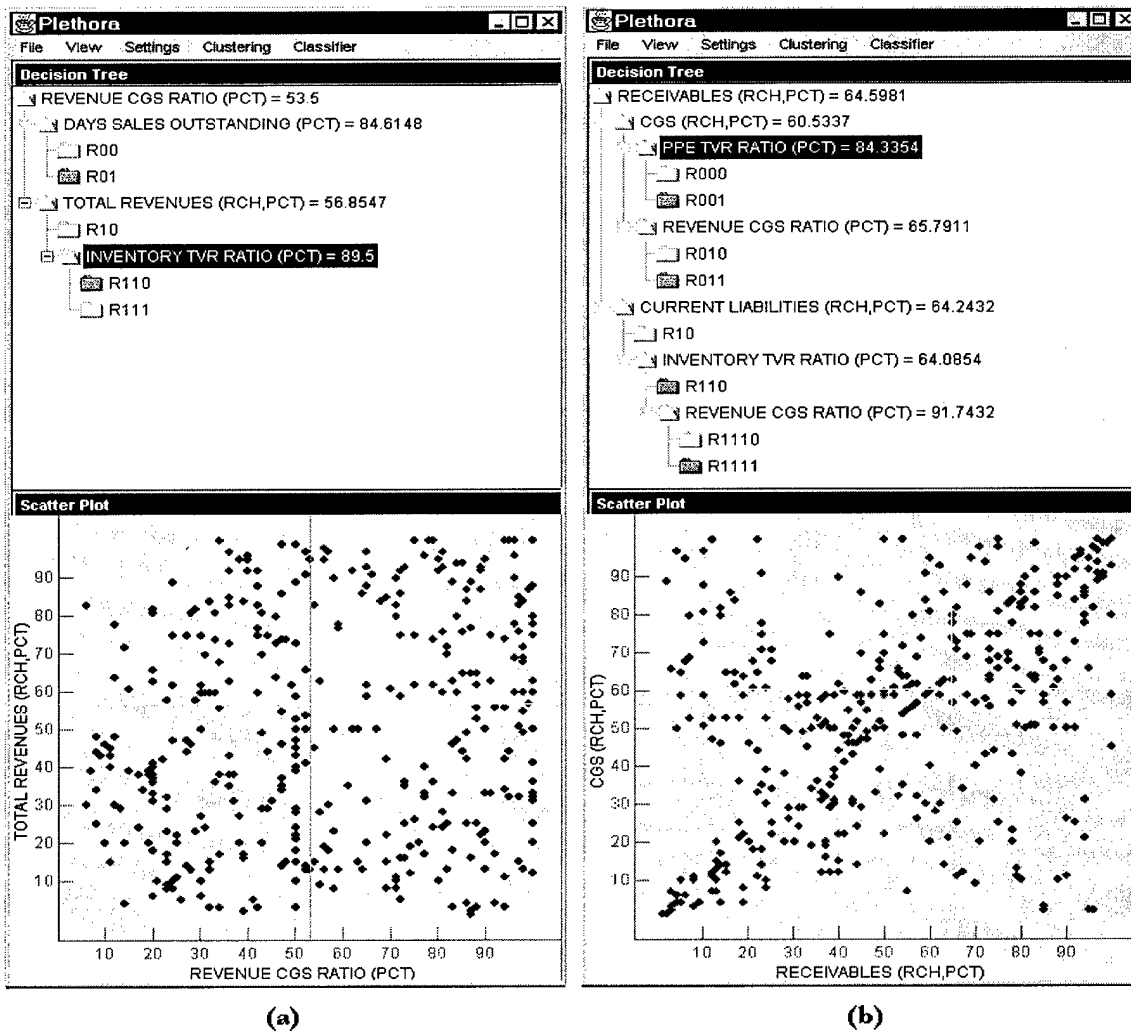 Plethora
File View Settings Clustering Classifier
Decision Tree
REVENUE CGS RATIO (PCT) = 53.5
DAYS SALES OUTSTANDING (PCT) = 84.6148
R00
R01
TOTAL REVENUES (RCH,PCT) = 56.8547
R10
INVENTORY TVR RATIO (PCT) = 89.5
R110
R111
Scatter Plot
90
80
70
60
50
40
30
20
10
TOTAL REVENUES (RCH,PCT)
10 20 30 40 50 60 70 80 90
REVENUE CGS RATIO (PCT)
(a)
Plethora
File View Settings Clustering Classifier
Decision Tree
RECEIVABLES (RCH,PCT) = 64.5981
CGS (RCH,PCT) = 60.5337
PPE TVR RATIO (PCT) = 84.3354
R000
R001
REVENUE CGS RATIO (PCT) = 65.7911
R010
R011
CURRENT LIABILITIES (RCH,PCT) = 64.2432
R10
INVENTORY TVR RATIO (PCT) = 64.0854
R110
REVENUE CGS RATIO (PCT) = 91.7432
R1110
R1111
Scatter Plot
90
80
70
60
50
40
30
20
10
CGS (RCH,PCT)
10 20 30 40 50 60 70 80 90
RECEIVABLES (RCH,PCT)
(b)